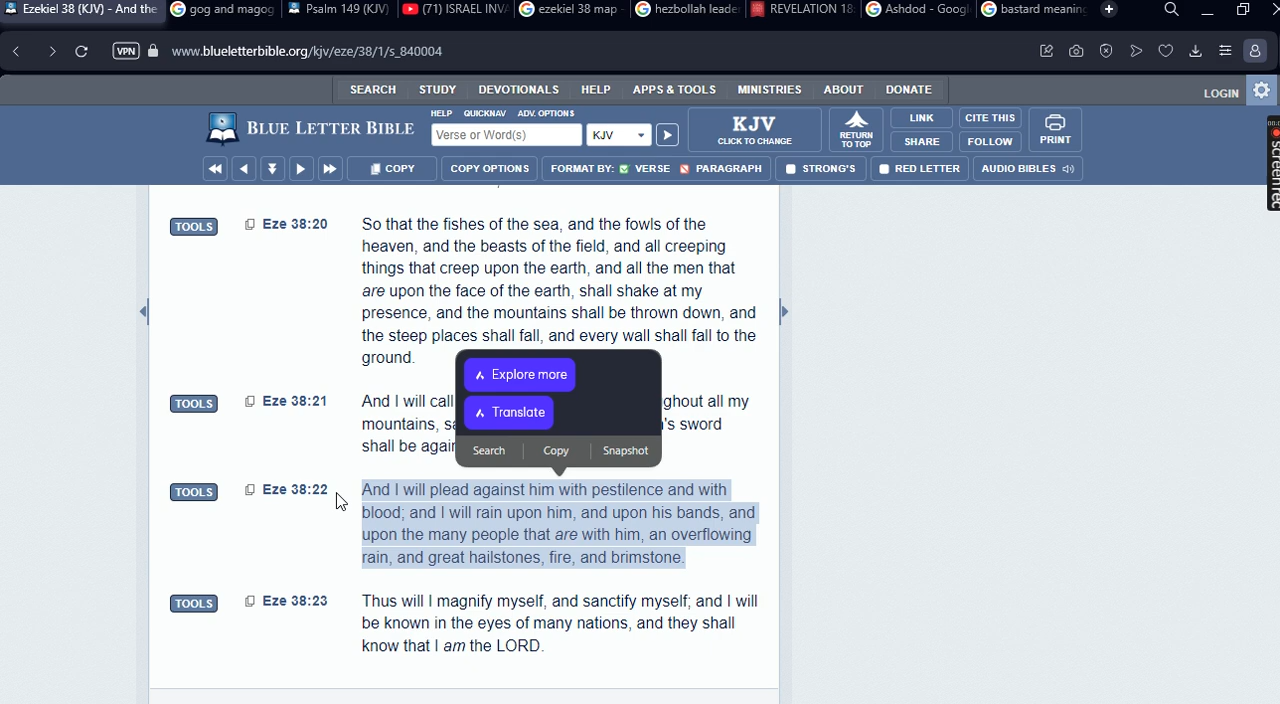 Ezekiel 38 (KJV) - And the
gog and magog
Psalm 149 (KJV)
(71) ISRAEL INV
ezekiel 38 map -
hezbollah leade
REVELATION 18:
Ashdod - Googl
bastard meaning
VPN
www.blueletterbible.org/kjv/eze/38/1/s_840004
SEARCH STUDY DEVOTIONALS HELP APPS & TOOLS MINISTRIES ABOUT DONATE
LOGIN
BLUE LETTER BIBLE
HELP QUICKNAV ADV. OPTIONS
Verse or Word(s)
KJV
KJV
CLICK TO CHANGE
RETURN
TO TOP
LINK
CITE THIS
SHARE
FOLLOW
PRINT
COPY
COPY OPTIONS
FORMAT BY: VERSE PARAGRAPH
STRONG'S
RED LETTER
AUDIO BIBLES
screenrec
TOOLS
Eze 38:20
So that the fishes of the sea, and the fowls of the
heaven, and the beasts of the field, and all creeping
things that creep upon the earth, and all the men that
are upon the face of the earth, shall shake at my
presence, and the mountains shall be thrown down, and
the steep places shall fall, and every wall shall fall to the
ground.
Explore more
Translate
Search
Copy
Snapshot
TOOLS
Eze 38:21
And I will call ghout all my
mountains, sa 's sword
shall be again
TOOLS
Eze 38:22
And I will plead against him with pestilence and with
blood; and I will rain upon him, and upon his bands, and
upon the many people that are with him, an overflowing
rain, and great hailstones, fire, and brimstone.
TOOLS
Eze 38:23
Thus will I magnify myself, and sanctify myself; and I will
be known in the eyes of many nations, and they shall
know that I am the LORD.